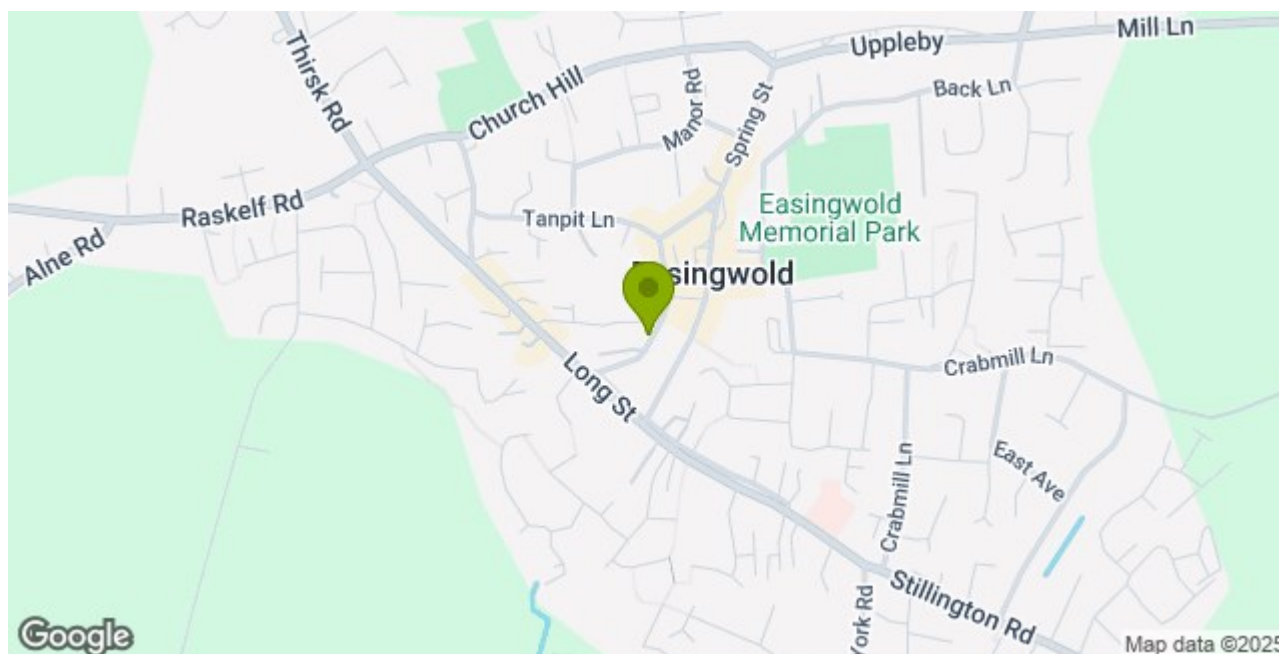 Thirsk Rd
Church Hill
Uppleby
Mill Ln
Back Ln
Manor Rd
Spring St
Raskelf Rd
Alne Rd
Tanpit Ln
Easingwold
Memorial Park
Easingwold
Long St
Crabmill Ln
East Ave
Crabmill Ln
Stillington Rd
York Rd
Google
Map data ©2025